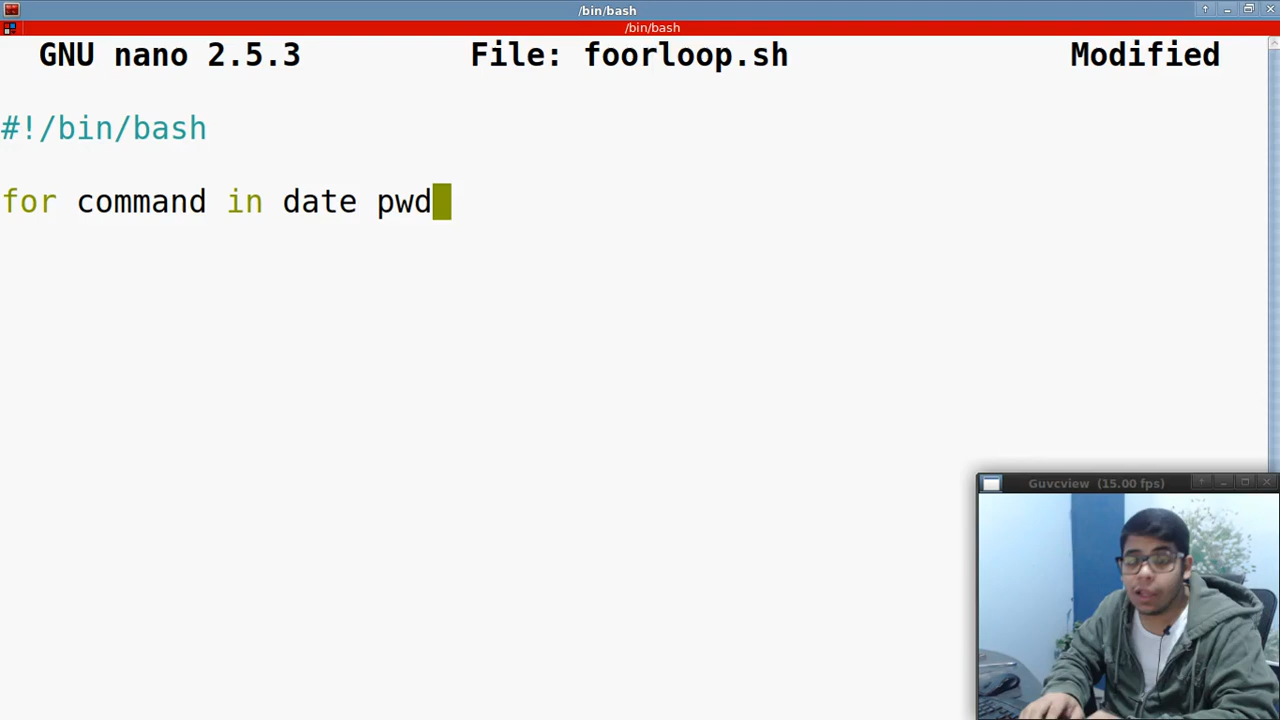 /bin/bash
/bin/bash
GNU nano 2.5.3 File: foorloop.sh Modified
#!/bin/bash
for command in date pwd
Guvcview (15.00 fps)